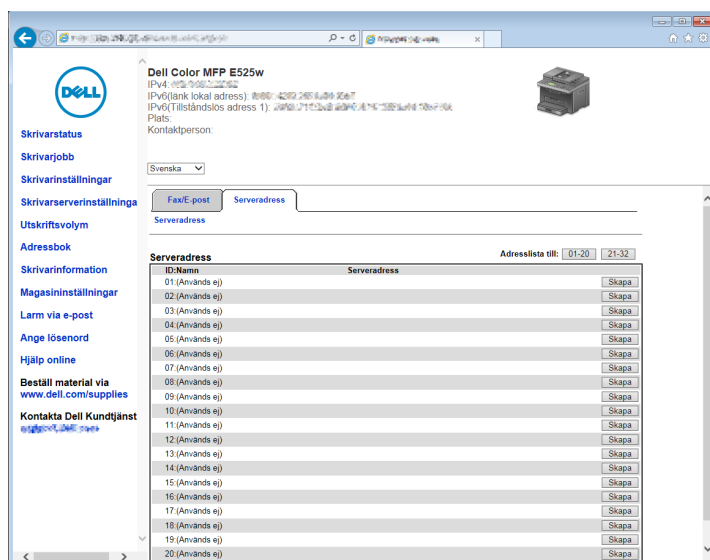 DELL
Dell Color MFP E525w
IPv4:
IPv6(länk lokal adress):
IPv6(Tillståndslös adress 1):
Plats:
Kontaktperson:
Svenska
Skrivarstatus
Skrivarjobb
Skrivarinställningar
Skrivarserverinställninga
Utskriftsvolym
Adressbok
Skrivarinformation
Magasininställningar
Larm via e-post
Ange lösenord
Hjälp online
Beställ material via
www.dell.com/supplies
Kontakta Dell Kundtjänst
Fax/E-post Serveradress
Serveradress
Serveradress Adresslista till: 01-20 21-32
ID:Namn Serveradress
01:(Används ej) Skapa
02:(Används ej) Skapa
03:(Används ej) Skapa
04:(Används ej) Skapa
05:(Används ej) Skapa
06:(Används ej) Skapa
07:(Används ej) Skapa
08:(Används ej) Skapa
09:(Används ej) Skapa
10:(Används ej) Skapa
11:(Används ej) Skapa
12:(Används ej) Skapa
13:(Används ej) Skapa
14:(Används ej) Skapa
15:(Används ej) Skapa
16:(Används ej) Skapa
17:(Används ej) Skapa
18:(Används ej) Skapa
19:(Används ej) Skapa
20:(Används ej) Skapa